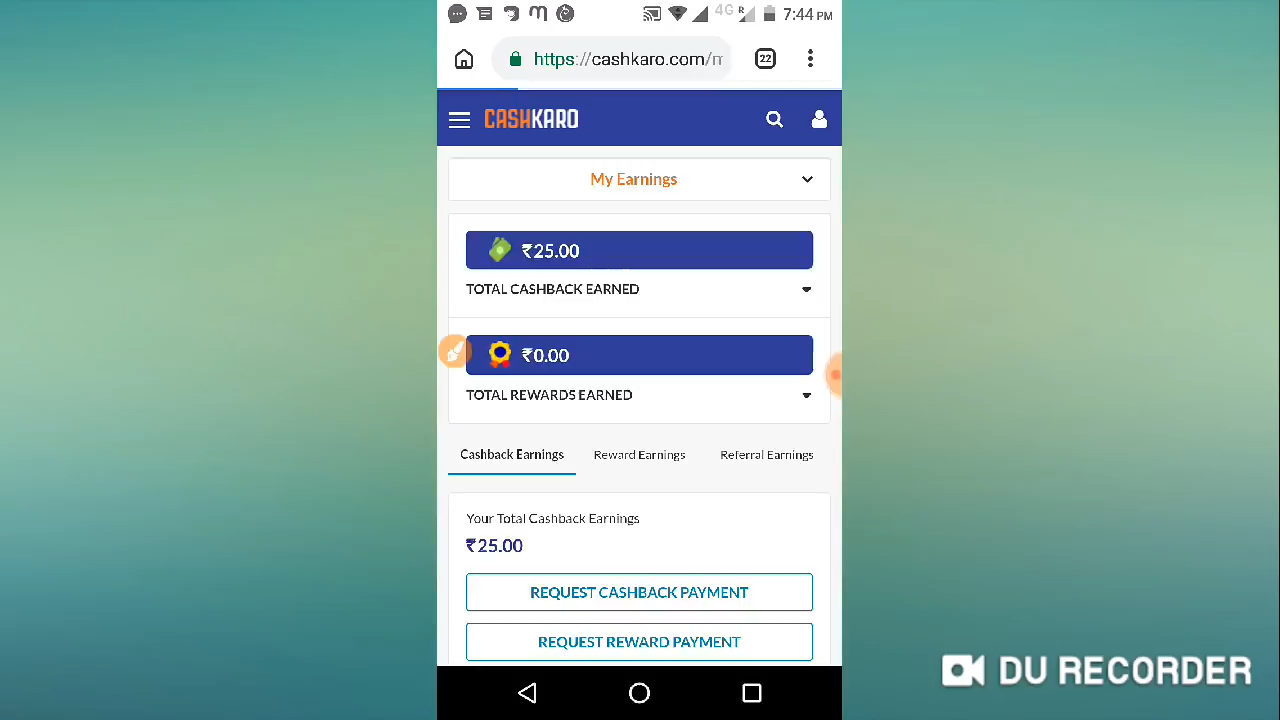 4G R 7:44 PM
https://cashkaro.com/m
22
CASHKARO
My Earnings
₹25.00
TOTAL CASHBACK EARNED
₹0.00
TOTAL REWARDS EARNED
Cashback Earnings Reward Earnings Referral Earnings
Your Total Cashback Earnings
₹25.00
REQUEST CASHBACK PAYMENT
REQUEST REWARD PAYMENT
DU RECORDER